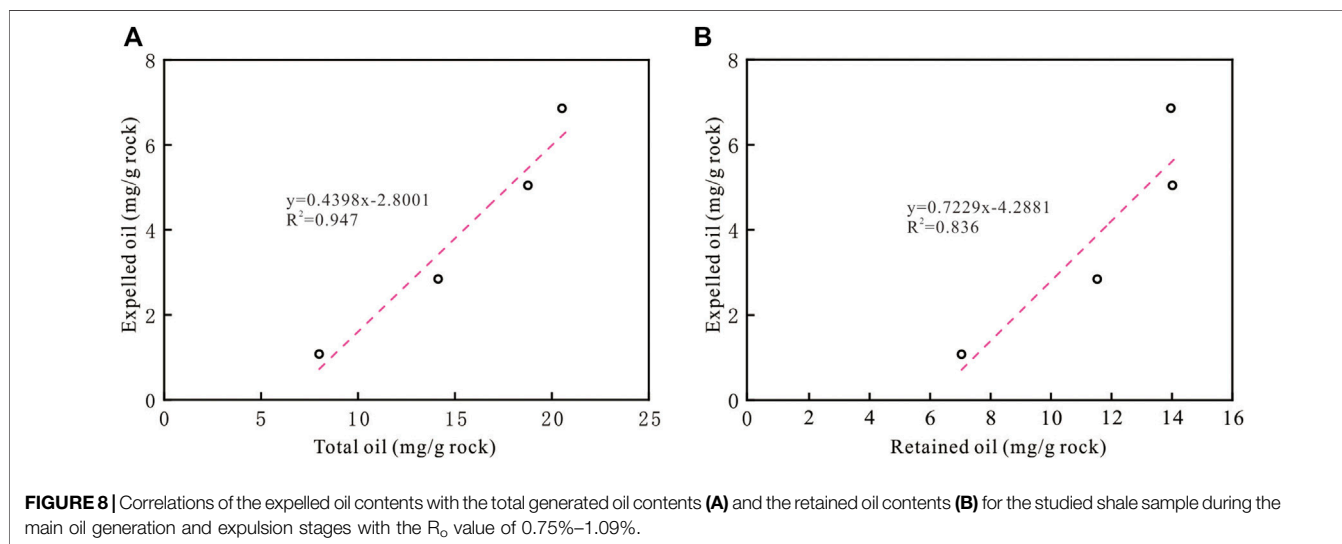 A
8
6
4
2
0
Expelled oil (mg/g rock)
y=0.4398x-2.8001
R²=0.947
0 5 10 15 20 25
Total oil (mg/g rock)
B
8
6
4
2
0
Expelled oil (mg/g rock)
y=0.7229x-4.2881
R²=0.836
0 2 4 6 8 10 12 14 16
Retained oil (mg/g rock)
FIGURE 8 | Correlations of the expelled oil contents with the total generated oil contents (A) and the retained oil contents (B) for the studied shale sample during the
main oil generation and expulsion stages with the Rₒ value of 0.75%–1.09%.